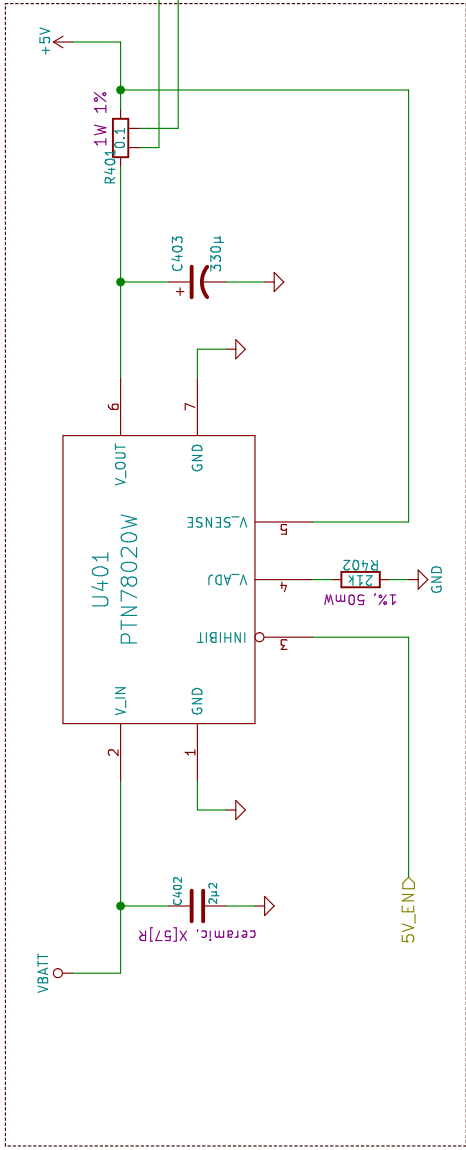 +5V
1W 1%
0.1
R401
C403
330µ
+
6
7
V_OUT
GND
U401
PTN78020W
V_SENSE
5
V_ADJ
4
R402
21k
1%, 50mW
GND
INHIBIT
3
V_IN
GND
2
1
C402
2µ2
ceramic, X[57]R
VBATT
5V_END